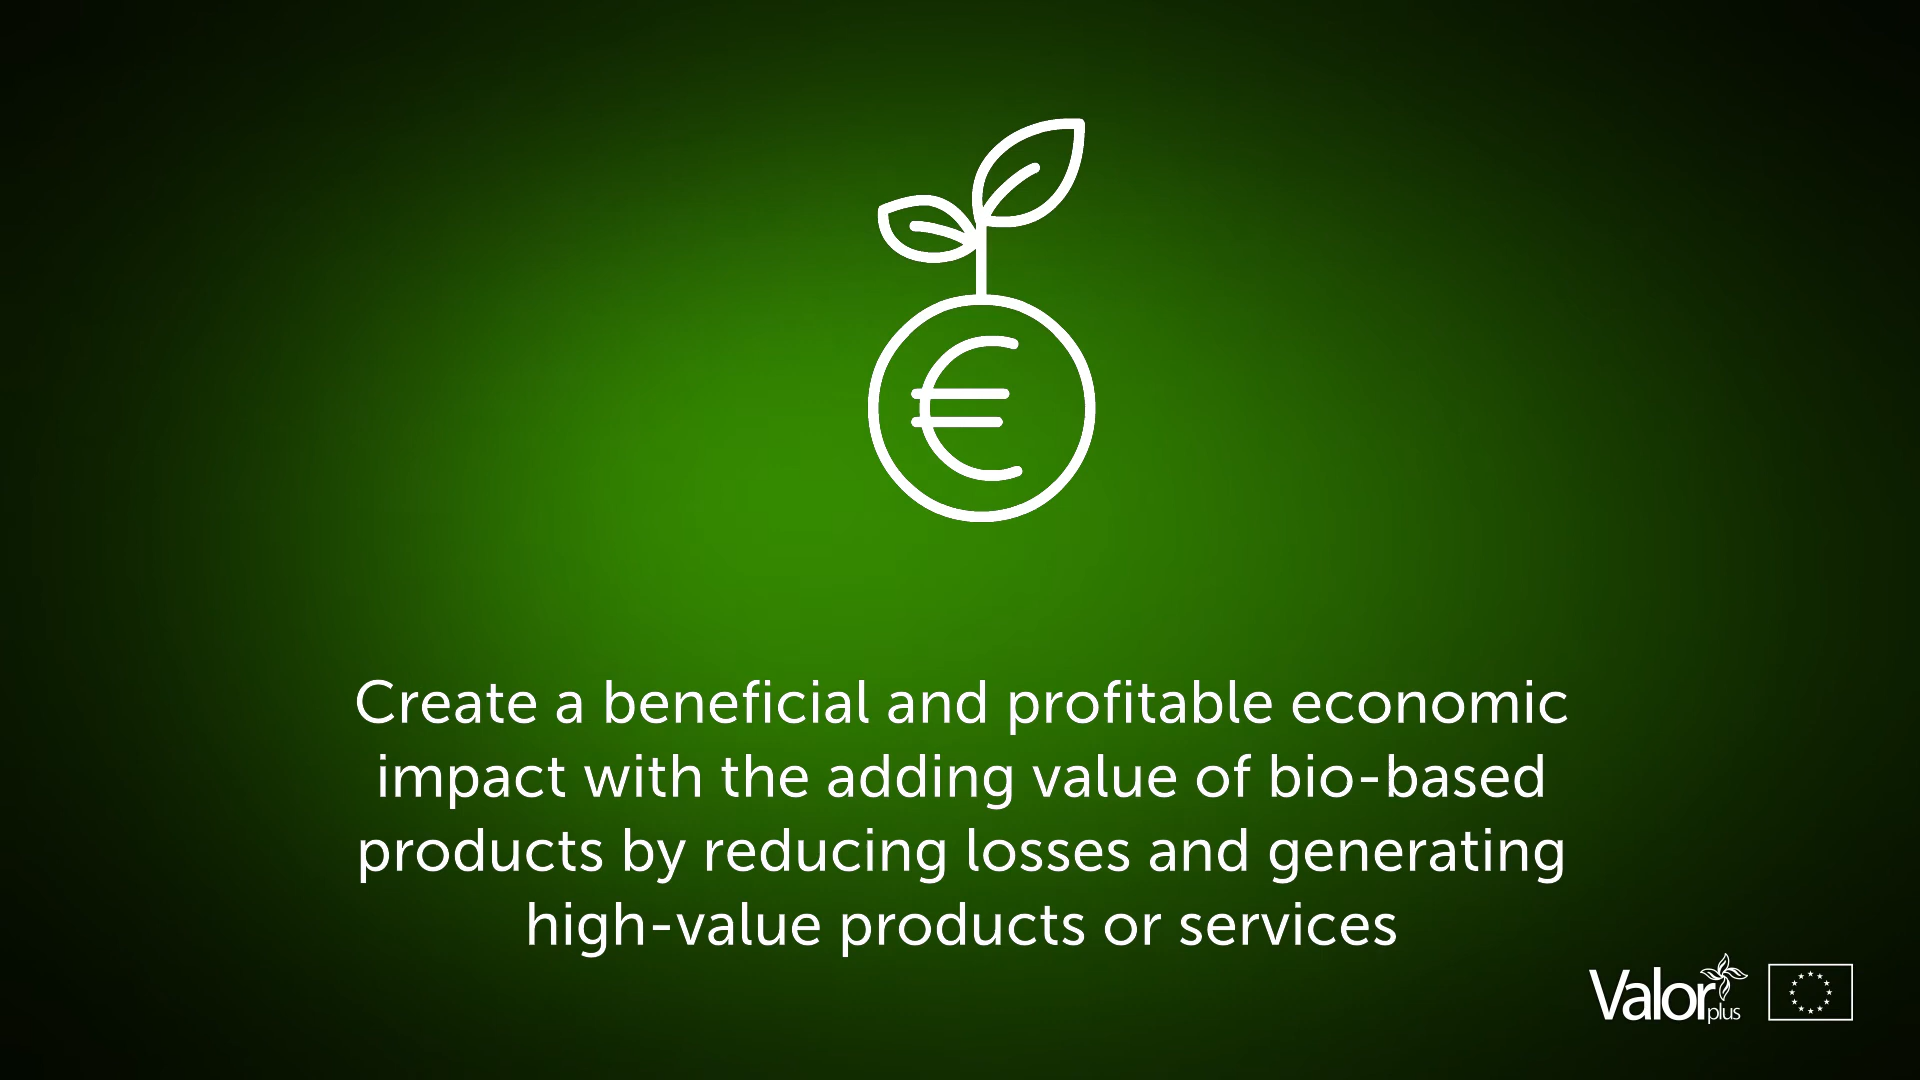 €
Create a beneficial and profitable economic
impact with the adding value of bio-based
products by reducing losses and generating
high-value products or services
Valor plus